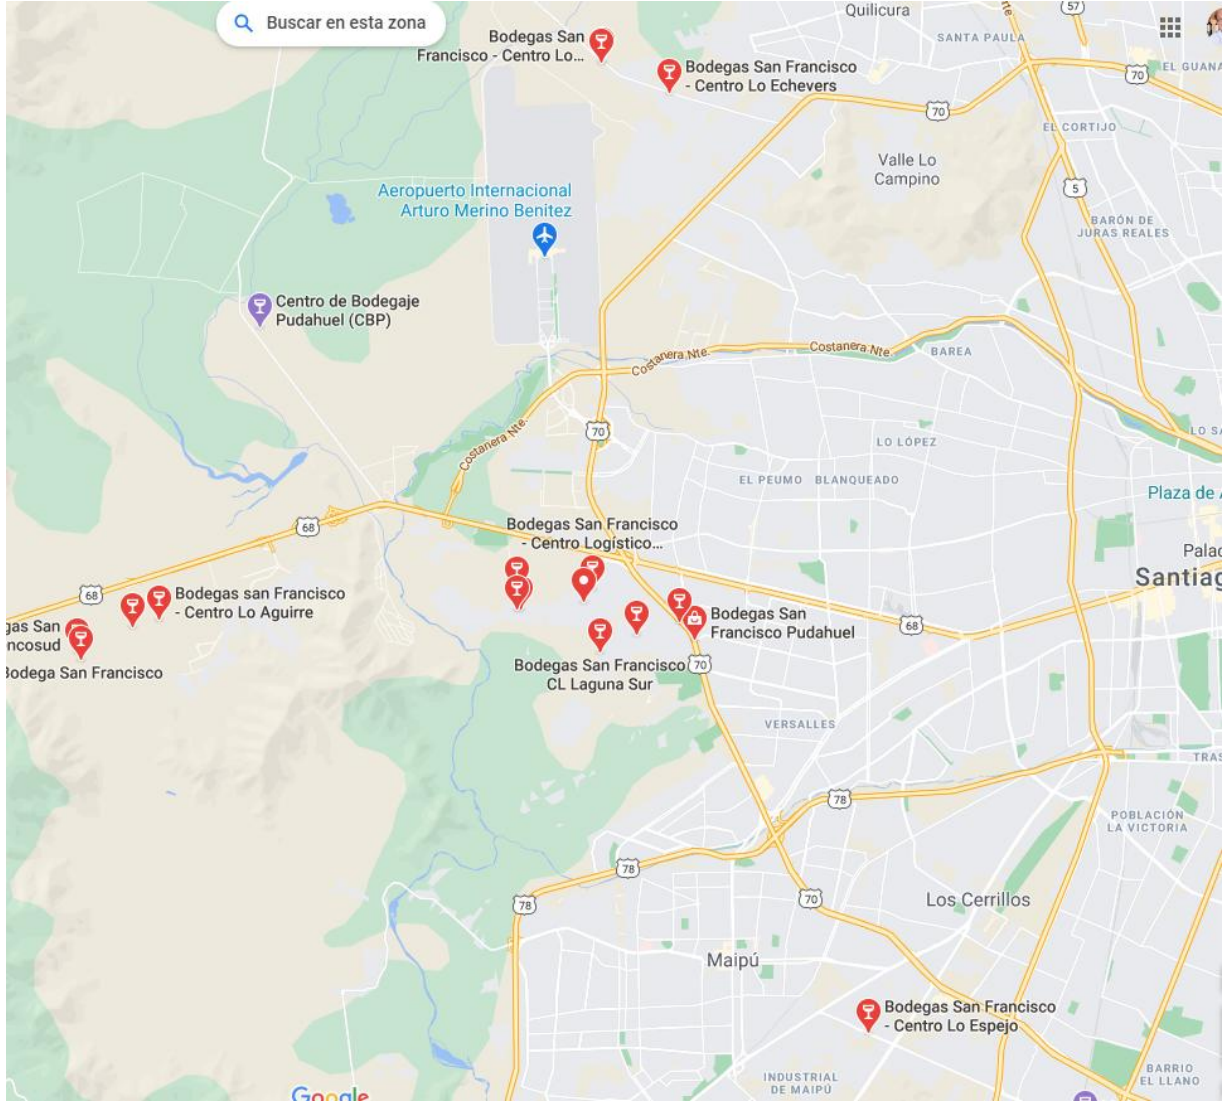 Buscar en esta zona
Quilicura
57
SANTA PAULA
Bodegas San
Francisco - Centro Lo...
Bodegas San Francisco
- Centro Lo Echevers
70
EL GUANA
70
EL CORTIJO
Valle Lo
Campino
5
Aeropuerto Internacional
Arturo Merino Benitez
BARÓN DE
JURAS REALES
Centro de Bodegaje
Pudahuel (CBP)
Costanera Nte.
Costanera Nte.
BAREA
Costanera Nte.
70
LO LÓPEZ
LO SA
EL PEUMO
BLANQUEADO
Plaza de A
68
Bodegas San Francisco
- Centro Logístico...
Palac
Santiag
68
Bodegas san Francisco
- Centro Lo Aguirre
gas San
ncosud
Bodega San Francisco
Bodegas San
Francisco Pudahuel
68
Bodegas San Francisco
CL Laguna Sur
70
VERSALLES
TRAS
78
POBLACIÓN
LA VICTORIA
78
78
70
Los Cerrillos
Maipú
Bodegas San Francisco
- Centro Lo Espejo
INDUSTRIAL
DE MAIPÚ
BARRIO
EL LLANO
Google